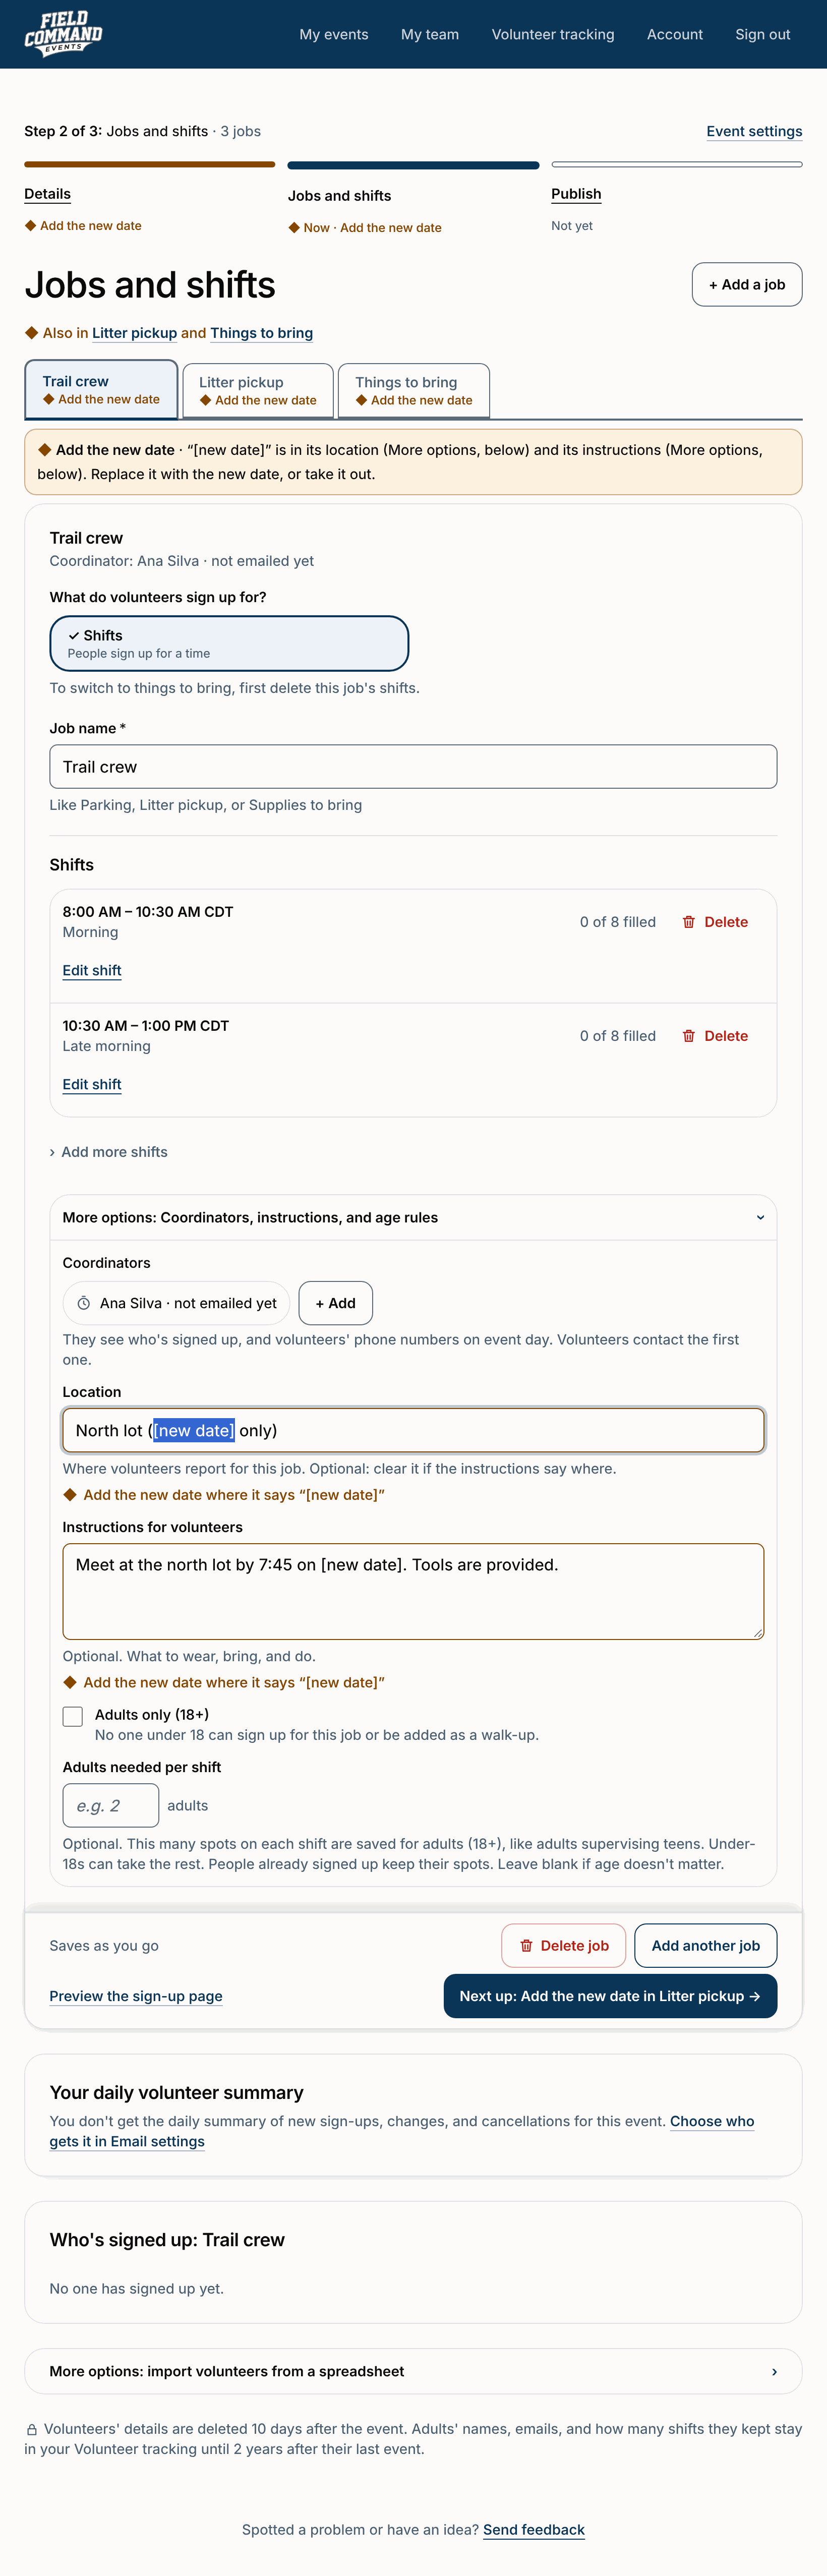 FIELD
COMMAND
EVENTS
My events
My team
Volunteer tracking
Account
Sign out
Step 2 of 3: Jobs and shifts · 3 jobs
Event settings
Details
◆ Add the new date
Jobs and shifts
◆ Now · Add the new date
Publish
Not yet
Jobs and shifts
+ Add a job
◆ Also in Litter pickup and Things to bring
Trail crew
◆ Add the new date
Litter pickup
◆ Add the new date
Things to bring
◆ Add the new date
◆ Add the new date · “[new date]” is in its location (More options, below) and its instructions (More options,
below). Replace it with the new date, or take it out.
Trail crew
Coordinator: Ana Silva · not emailed yet
What do volunteers sign up for?
✓ Shifts
People sign up for a time
To switch to things to bring, first delete this job's shifts.
Job name *
Trail crew
Like Parking, Litter pickup, or Supplies to bring
Shifts
8:00 AM – 10:30 AM CDT
Morning
0 of 8 filled
Delete
Edit shift
10:30 AM – 1:00 PM CDT
Late morning
0 of 8 filled
Delete
Edit shift
› Add more shifts
More options: Coordinators, instructions, and age rules
Coordinators
Ana Silva · not emailed yet
+ Add
They see who's signed up, and volunteers' phone numbers on event day. Volunteers contact the first
one.
Location
North lot ([new date] only)
Where volunteers report for this job. Optional: clear it if the instructions say where.
◆ Add the new date where it says “[new date]”
Instructions for volunteers
Meet at the north lot by 7:45 on [new date]. Tools are provided.
Optional. What to wear, bring, and do.
◆ Add the new date where it says “[new date]”
Adults only (18+)
No one under 18 can sign up for this job or be added as a walk-up.
Adults needed per shift
e.g. 2
adults
Optional. This many spots on each shift are saved for adults (18+), like adults supervising teens. Under-
18s can take the rest. People already signed up keep their spots. Leave blank if age doesn't matter.
Saves as you go
Delete job
Add another job
Preview the sign-up page
Next up: Add the new date in Litter pickup →
Your daily volunteer summary
You don't get the daily summary of new sign-ups, changes, and cancellations for this event. Choose who
gets it in Email settings
Who's signed up: Trail crew
No one has signed up yet.
More options: import volunteers from a spreadsheet
Volunteers' details are deleted 10 days after the event. Adults' names, emails, and how many shifts they kept stay
in your Volunteer tracking until 2 years after their last event.
Spotted a problem or have an idea? Send feedback